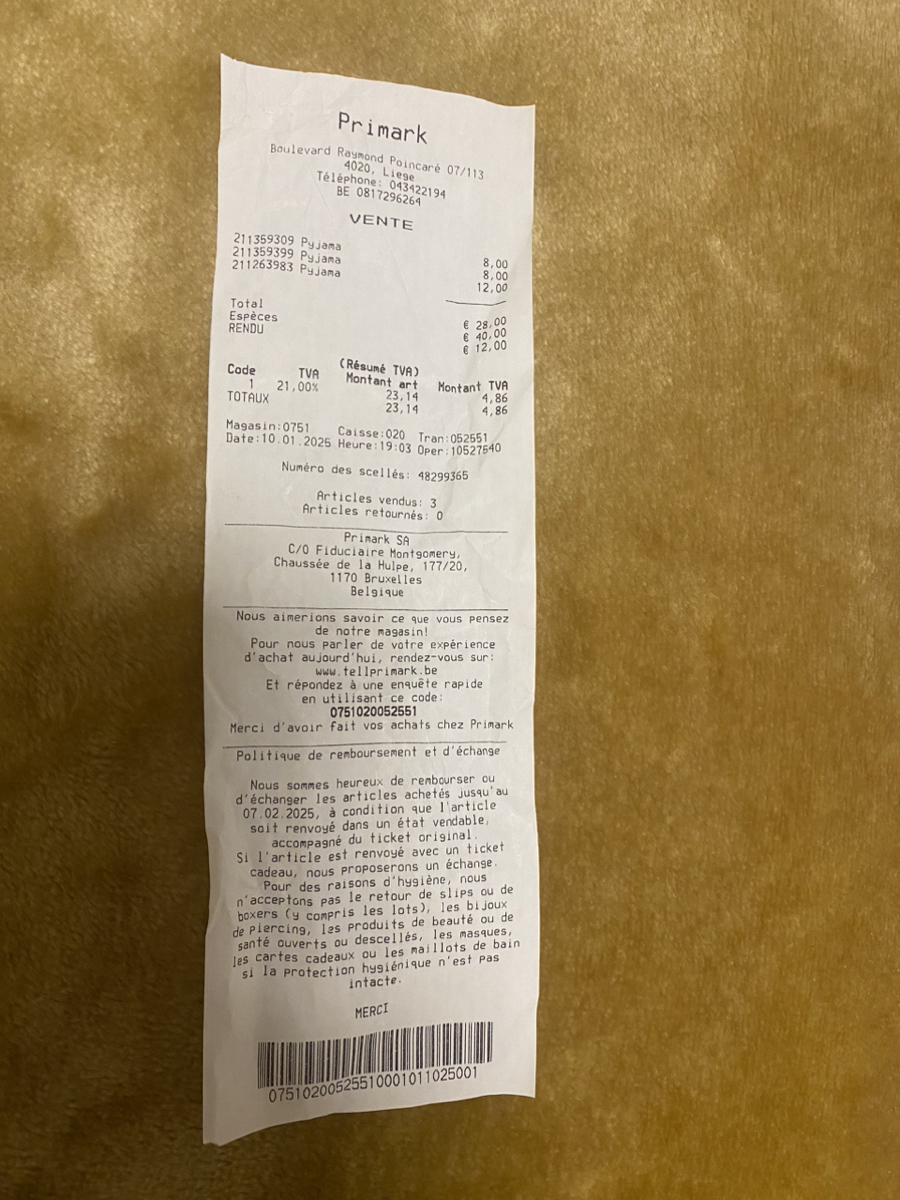 Primark
Boulevard Raymond Poincaré 07/113
4020, Liege
Téléphone: 043422194
BE 0817296264
VENTE
211359309 Pyjama 8,00
211359399 Pyjama 8,00
211263983 Pyjama 12,00
Total € 28,00
Espèces € 40,00
RENDU € 12,00
(Résumé TVA)
Code TVA Montant art Montant TVA
1 21,00% 23,14 4,86
TOTAUX 23,14 4,86
Magasin:0751 Caisse:020 Tran:052551
Date:10.01.2025 Heure:19:03 Oper:10527540
Numéro des scellés: 48299365
Articles vendus: 3
Articles retournés: 0
Primark SA
C/O Fiduciaire Montgomery,
Chaussée de la Hulpe, 177/20,
1170 Bruxelles
Belgique
Nous aimerions savoir ce que vous pensez
de notre magasin!
Pour nous parler de votre expérience
d'achat aujourd'hui, rendez-vous sur:
www.tellprimark.be
Et répondez à une enquête rapide
en utilisant ce code:
0751020052551
Merci d'avoir fait vos achats chez Primark
Politique de remboursement et d'échange
Nous sommes heureux de rembourser ou
d'échanger les articles achetés jusqu'au
07.02.2025, à condition que l'article
soit renvoyé dans un état vendable,
accompagné du ticket original.
Si l'article est renvoyé avec un ticket
cadeau, nous proposerons un échange.
Pour des raisons d'hygiène, nous
n'acceptons pas le retour de slips ou de
boxers (y compris les lots), les bijoux
de piercing, les produits de beauté ou de
santé ouverts ou descellés, les masques,
les cartes cadeaux ou les maillots de bain
si la protection hygiénique n'est pas
intacte.
MERCI
07510200525510001011025001